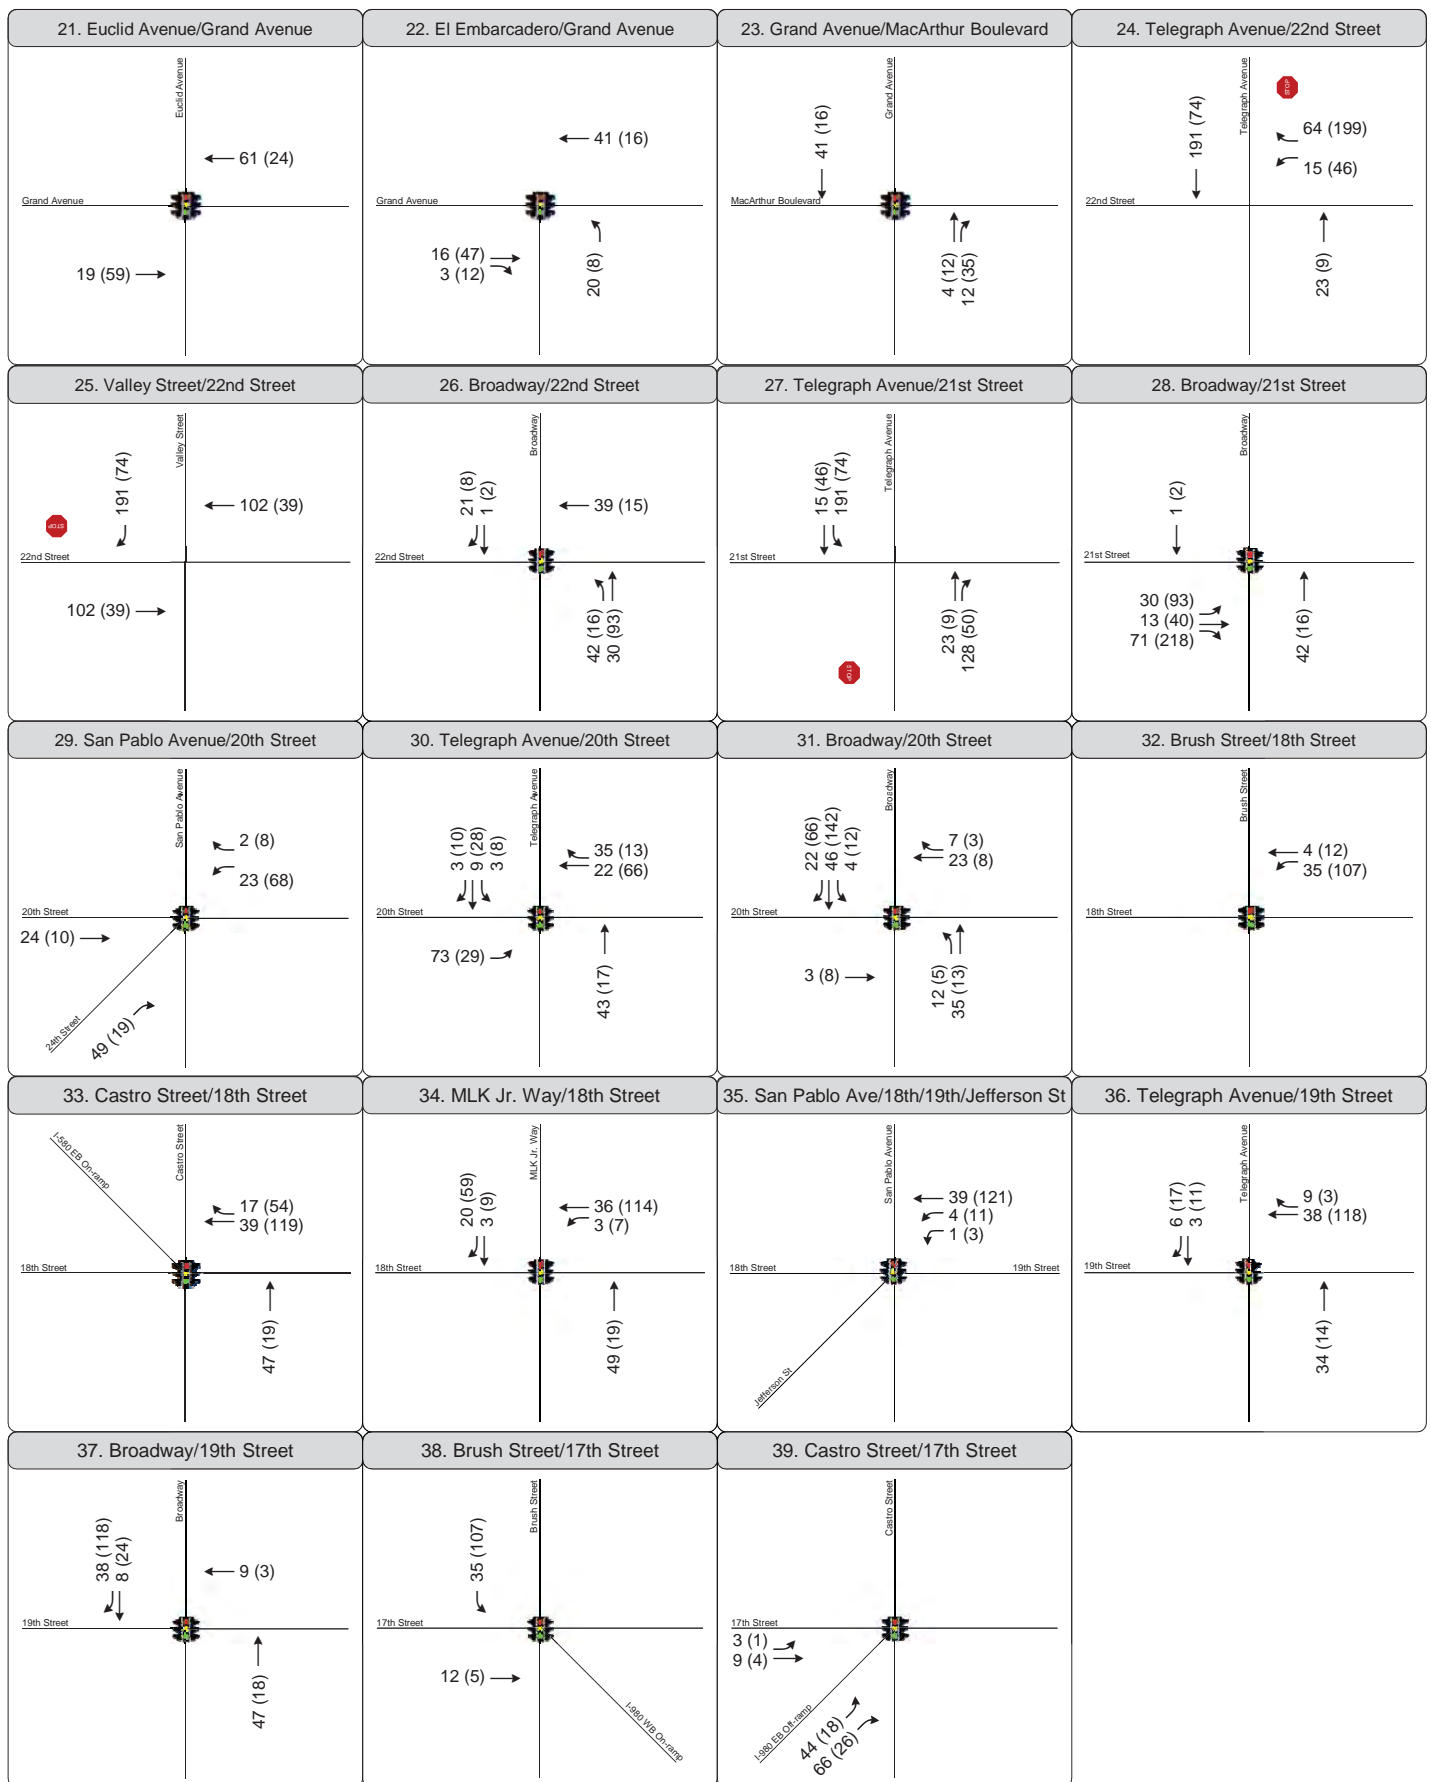 21. Euclid Avenue/Grand Avenue
Euclid Avenue
61 (24)
Grand Avenue
19 (59)
22. El Embarcadero/Grand Avenue
41 (16)
Grand Avenue
16 (47)
3 (12)
20 (8)
23. Grand Avenue/MacArthur Boulevard
Grand Avenue
41 (16)
MacArthur Boulevard
4 (12)
12 (35)
24. Telegraph Avenue/22nd Street
Telegraph Avenue
STOP
191 (74)
64 (199)
15 (46)
22nd Street
23 (9)
25. Valley Street/22nd Street
Valley Street
191 (74)
102 (39)
STOP
22nd Street
102 (39)
26. Broadway/22nd Street
Broadway
21 (8)
1 (2)
39 (15)
22nd Street
42 (16)
30 (93)
27. Telegraph Avenue/21st Street
Telegraph Avenue
15 (46)
191 (74)
21st Street
23 (9)
128 (50)
STOP
28. Broadway/21st Street
Broadway
1 (2)
21st Street
30 (93)
13 (40)
71 (218)
42 (16)
29. San Pablo Avenue/20th Street
San Pablo Avenue
2 (8)
23 (68)
20th Street
24 (10)
24th Street
49 (19)
30. Telegraph Avenue/20th Street
Telegraph Avenue
3 (10)
9 (28)
3 (8)
35 (13)
22 (66)
20th Street
73 (29)
43 (17)
31. Broadway/20th Street
Broadway
22 (66)
46 (142)
4 (12)
7 (3)
23 (8)
20th Street
3 (8)
12 (5)
35 (13)
32. Brush Street/18th Street
Brush Street
4 (12)
35 (107)
18th Street
33. Castro Street/18th Street
I-580 EB On-ramp
Castro Street
17 (54)
39 (119)
18th Street
47 (19)
34. MLK Jr. Way/18th Street
MLK Jr. Way
20 (59)
3 (9)
36 (114)
3 (7)
18th Street
49 (19)
35. San Pablo Ave/18th/19th/Jefferson St
San Pablo Avenue
39 (121)
4 (11)
1 (3)
18th Street
19th Street
Jefferson St
36. Telegraph Avenue/19th Street
Telegraph Avenue
6 (17)
3 (11)
9 (3)
38 (118)
19th Street
34 (14)
37. Broadway/19th Street
Broadway
38 (118)
8 (24)
9 (3)
19th Street
47 (18)
38. Brush Street/17th Street
Brush Street
35 (107)
17th Street
12 (5)
I-980 WB On-ramp
39. Castro Street/17th Street
Castro Street
17th Street
3 (1)
9 (4)
I-980 EB Off-ramp
44 (18)
66 (26)